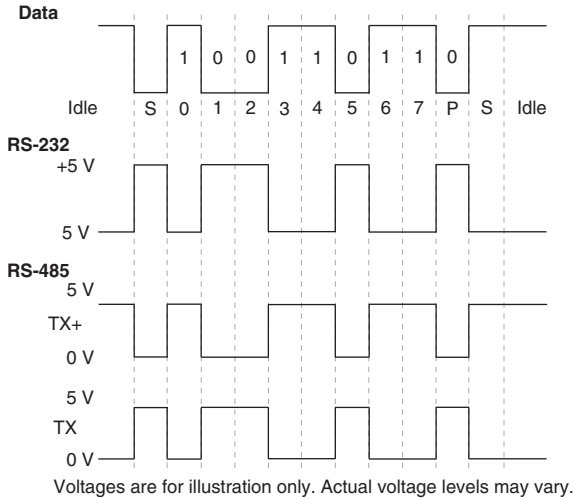 Data
1 0 0 1 1 0 1 1 0
Idle S 0 1 2 3 4 5 6 7 P S Idle
RS-232
+5 V
5 V
RS-485
5 V
TX+
0 V
5 V
TX
0 V
Voltages are for illustration only. Actual voltage levels may vary.